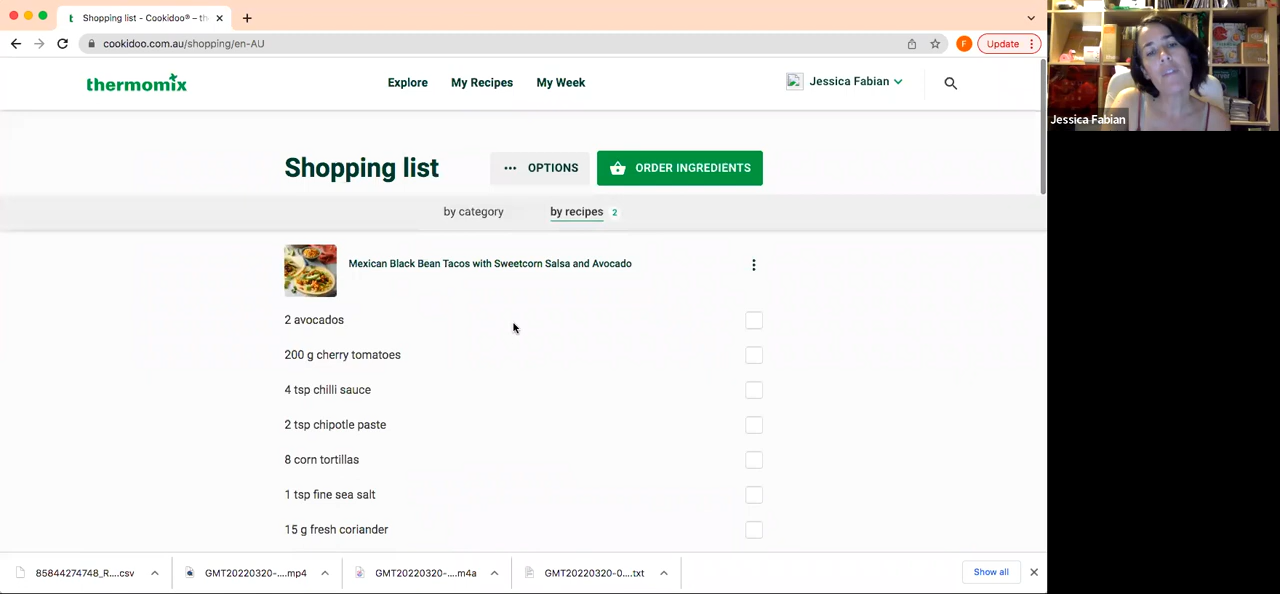 Shopping list - Cookidoo® – th
cookidoo.com.au/shopping/en-AU
F
Update
thermomix
Explore
My Recipes
My Week
Jessica Fabian
Jessica Fabian
Shopping list
OPTIONS
ORDER INGREDIENTS
by category
by recipes 2
Mexican Black Bean Tacos with Sweetcorn Salsa and Avocado
2 avocados
200 g cherry tomatoes
4 tsp chilli sauce
2 tsp chipotle paste
8 corn tortillas
1 tsp fine sea salt
15 g fresh coriander
85844274748_R....csv
GMT20220320-....mp4
GMT20220320-....m4a
GMT20220320-0....txt
Show all